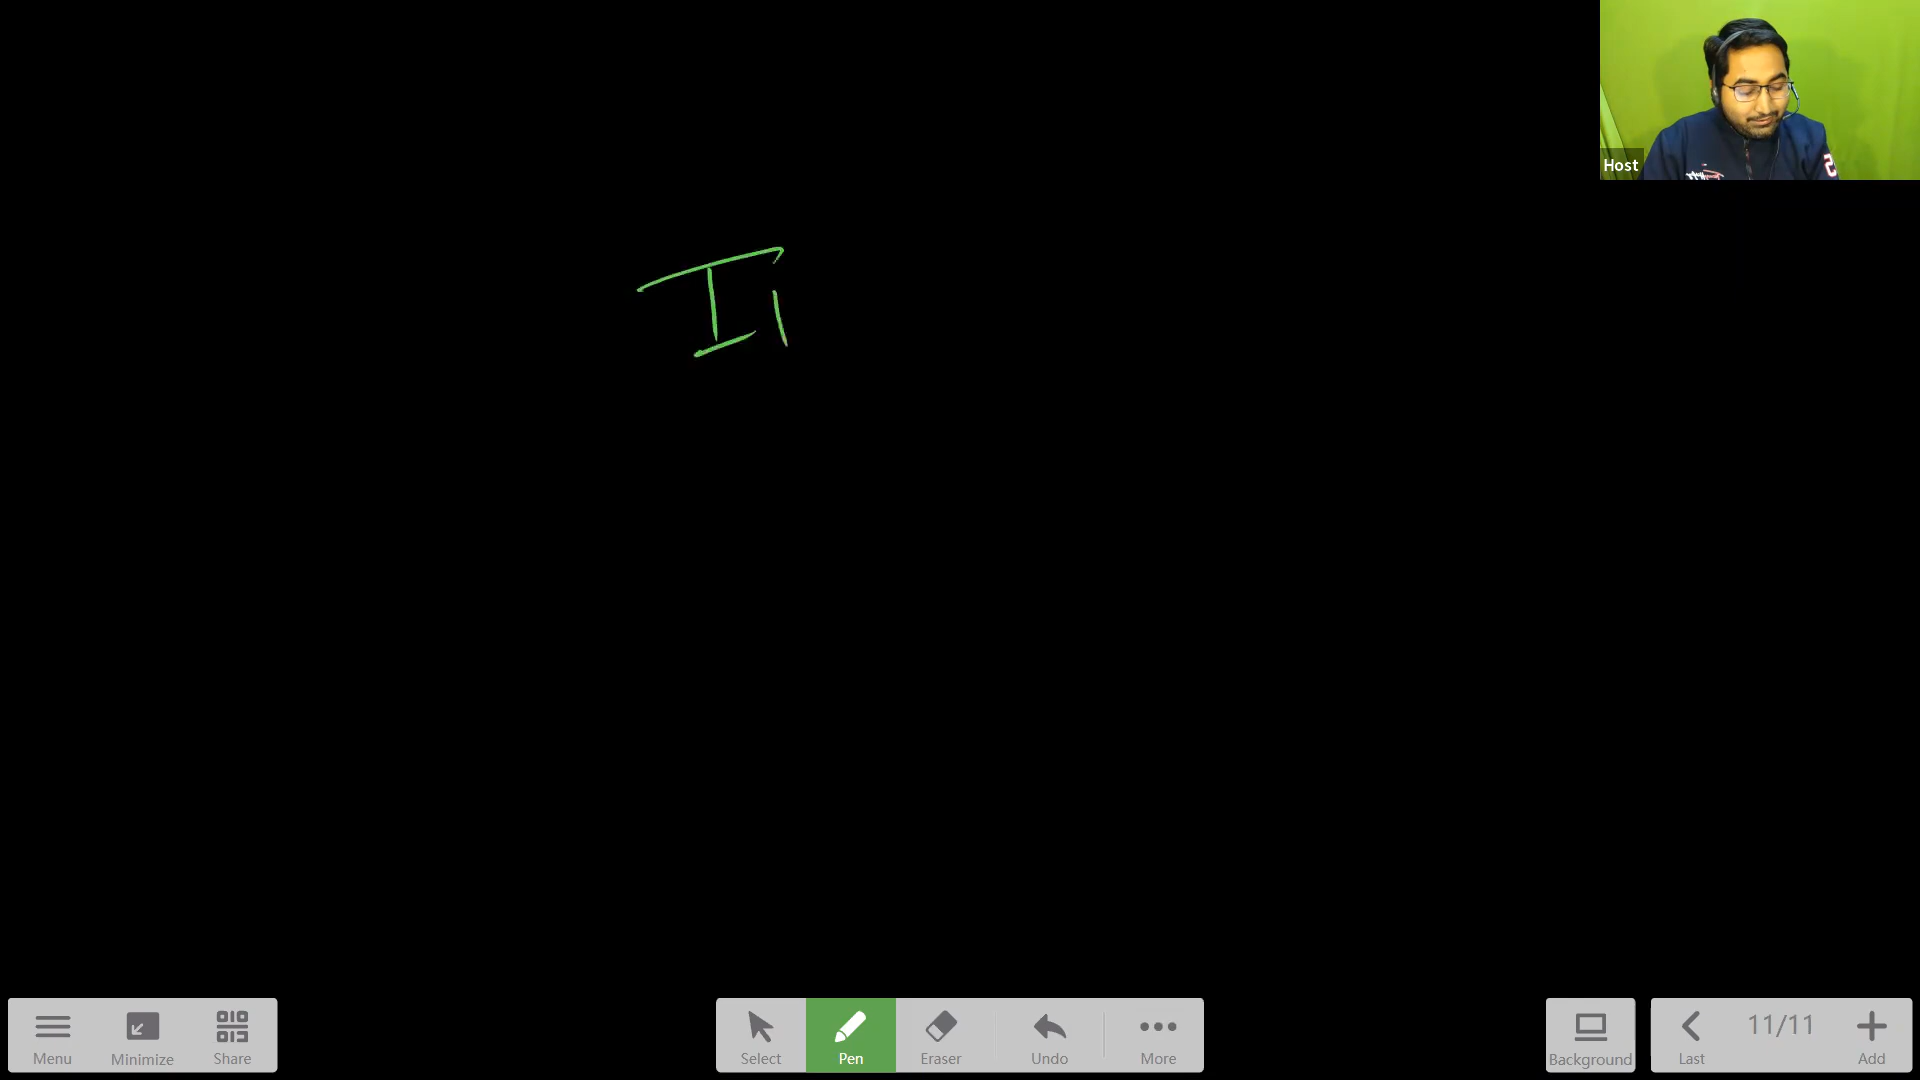 Host
I
Menu
Minimize
Share
Select
Pen
Eraser
Undo
More
Background
Last
11/11
Add